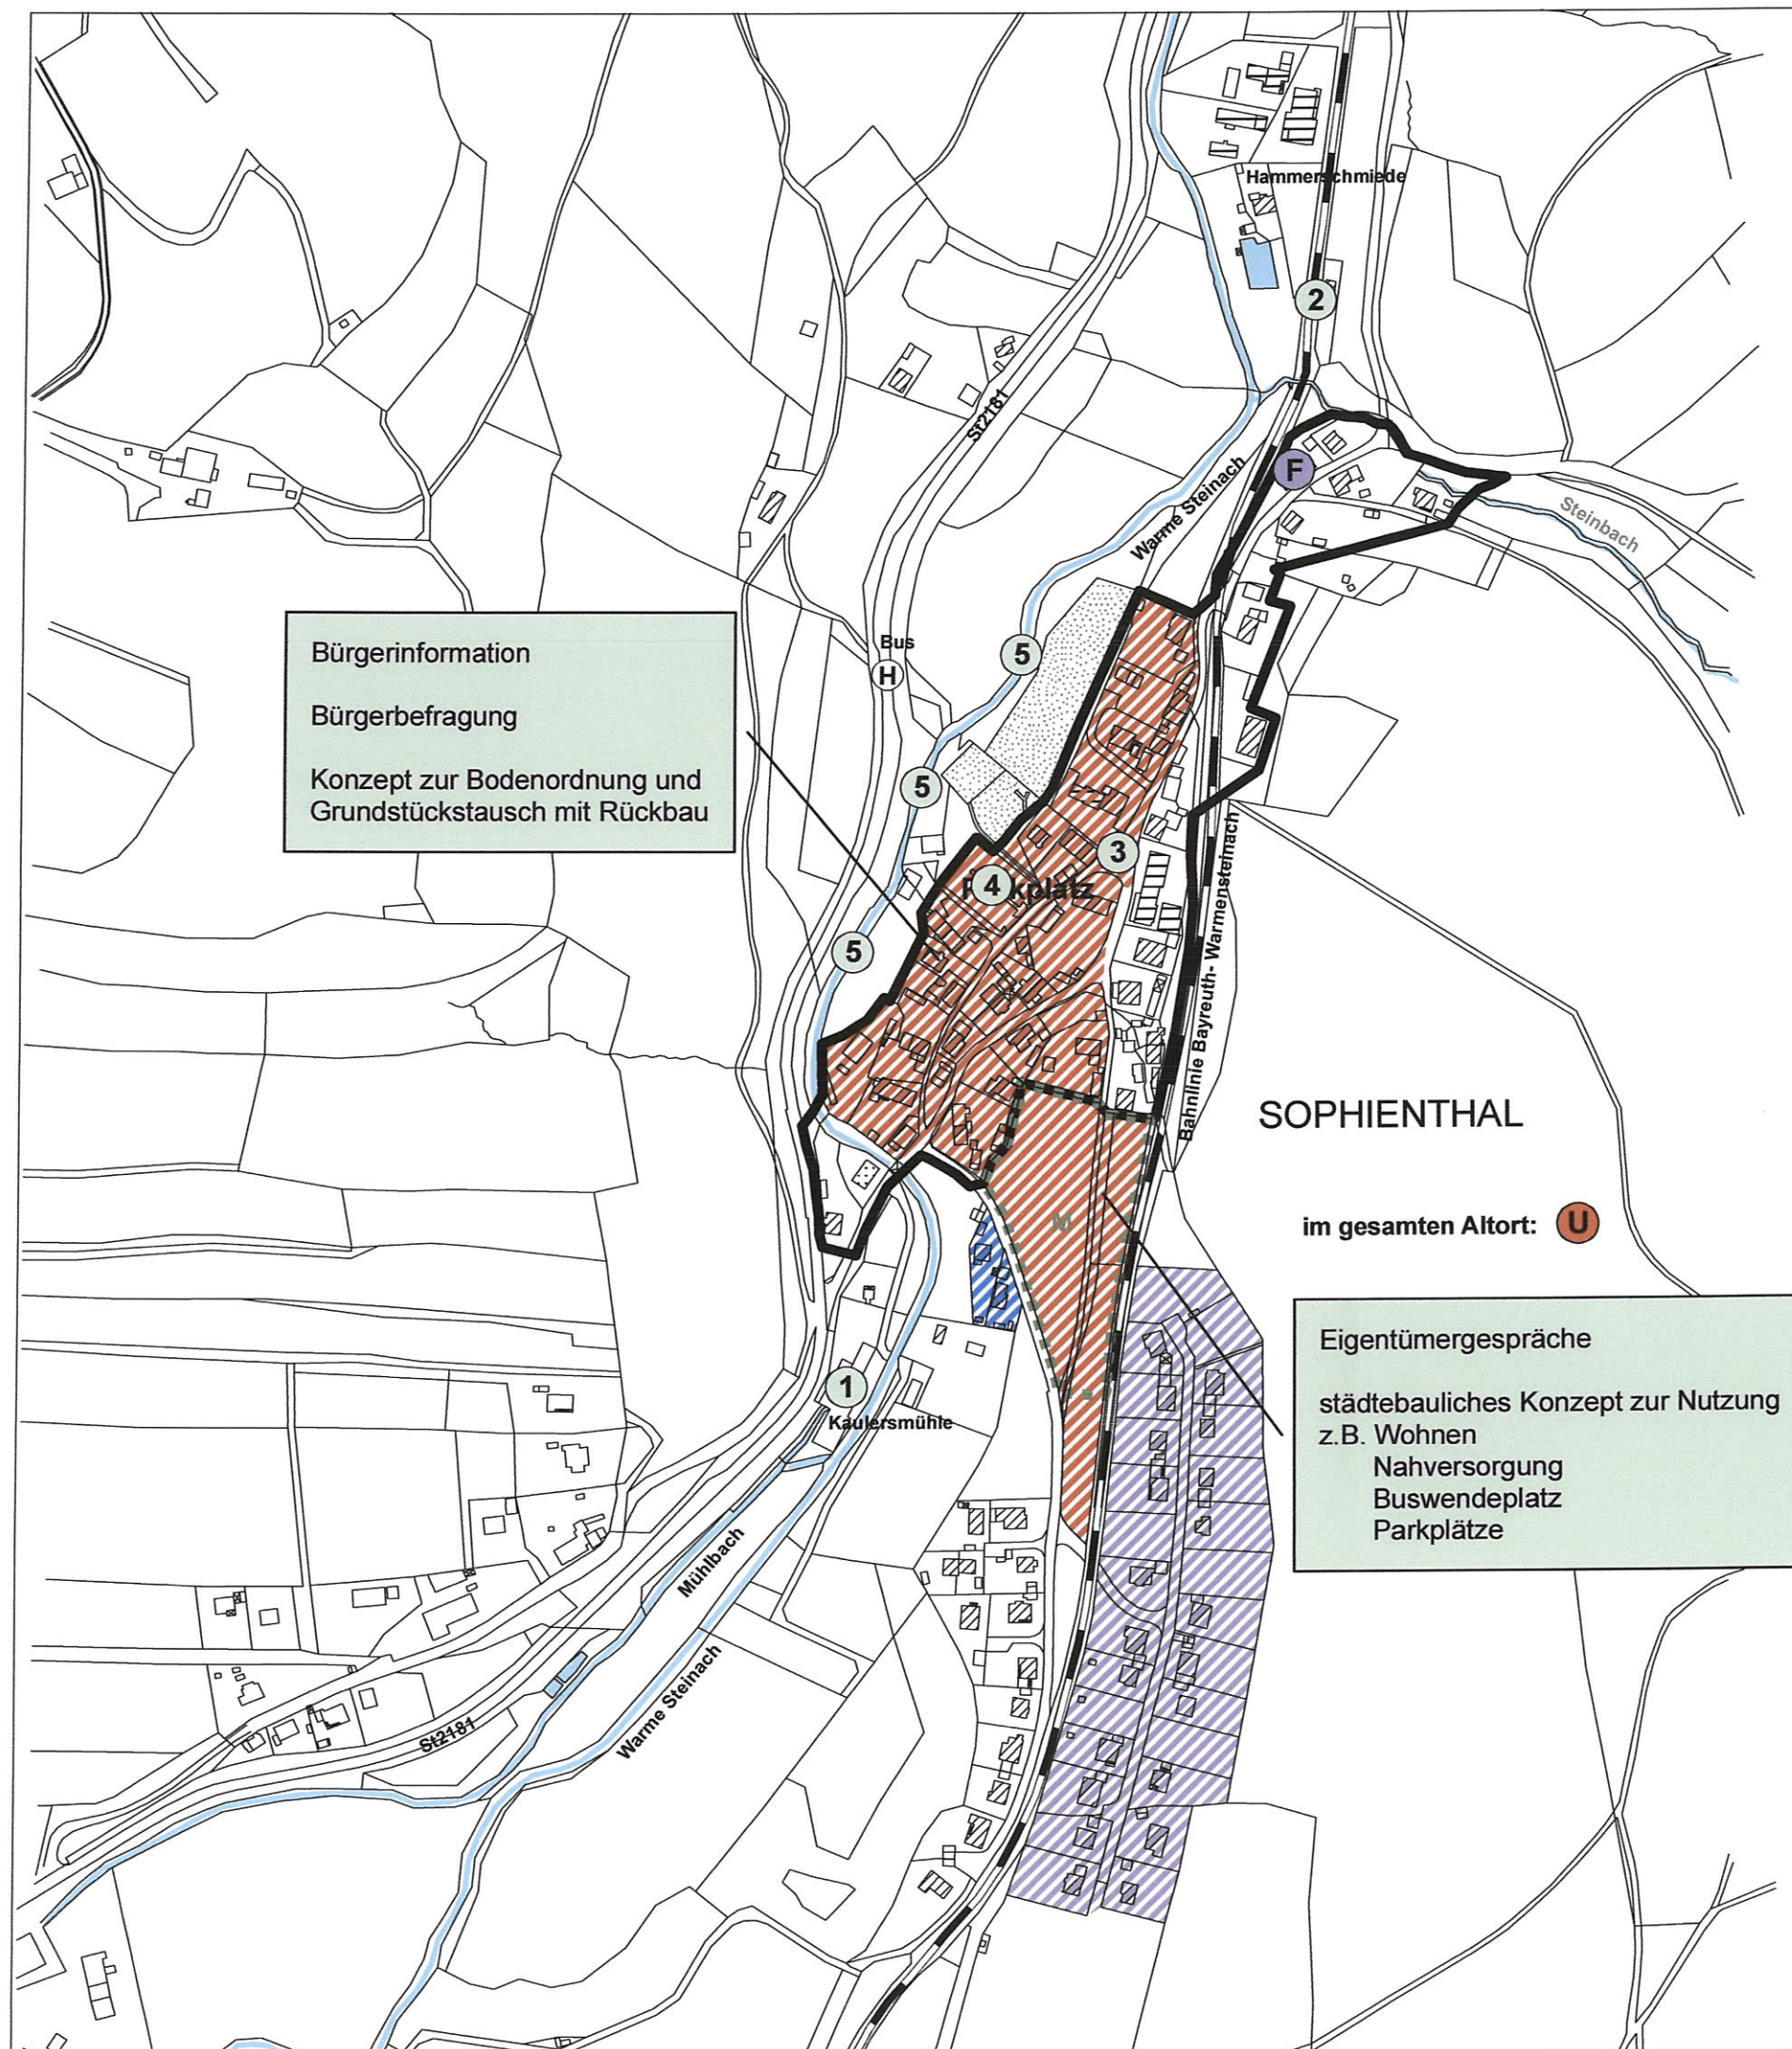 Hammerschmiede
2
St2181
F
Warme Steinach
Steinbach
Bürgerinformation
Bürgerbefragung
Konzept zur Bodenordnung und
Grundstückstausch mit Rückbau
Bus
H
5
5
3
4
5
Bahnlinie Bayreuth- Warmensteinach
SOPHIENTHAL
im gesamten Altort: U
M
Eigentümergespräche
städtebauliches Konzept zur Nutzung
z.B. Wohnen
Nahversorgung
Buswendeplatz
Parkplätze
1
Kaulersmühle
Mühlbach
Warme Steinach
St2181